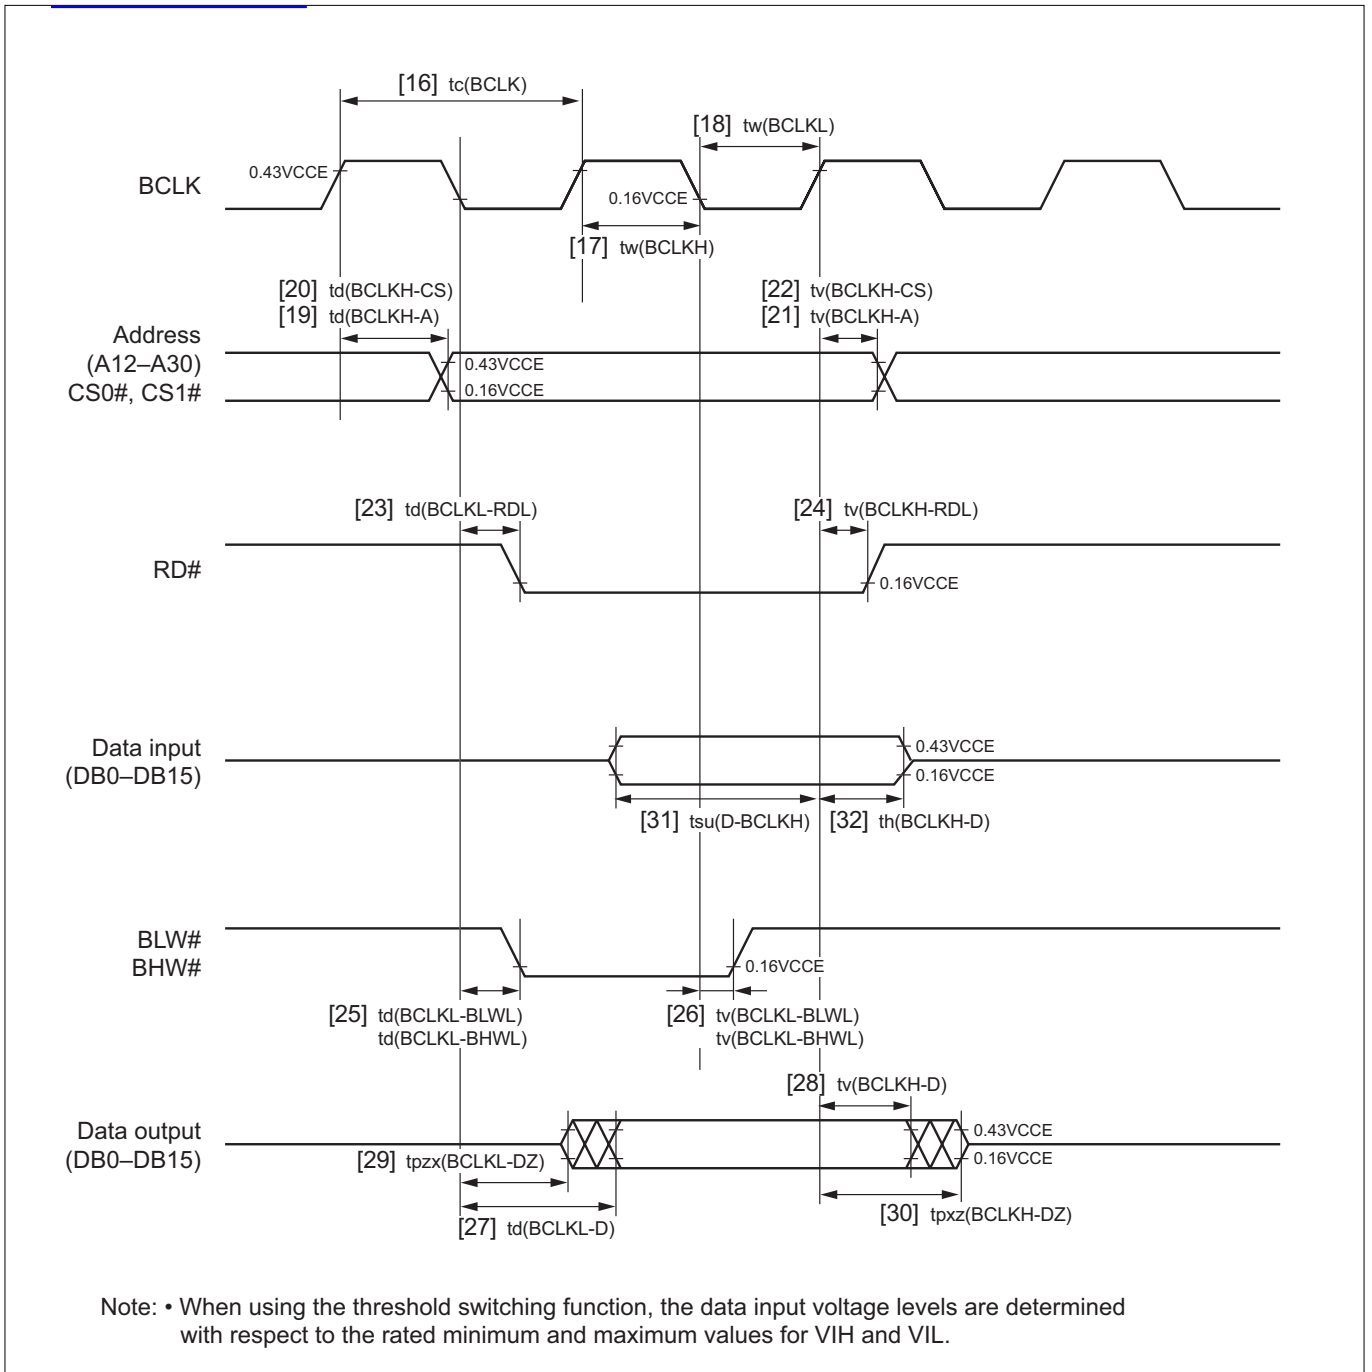 [16] tc(BCLK)
[18] tw(BCLKL)
BCLK
0.43VCCE
0.16VCCE
[17] tw(BCLKH)
[20] td(BCLKH-CS)
[19] td(BCLKH-A)
[22] tv(BCLKH-CS)
[21] tv(BCLKH-A)
Address
(A12–A30)
CS0#, CS1#
0.43VCCE
0.16VCCE
[23] td(BCLKL-RDL)
[24] tv(BCLKH-RDL)
RD#
0.16VCCE
Data input
(DB0–DB15)
0.43VCCE
0.16VCCE
[31] tsu(D-BCLKH)
[32] th(BCLKH-D)
BLW#
BHW#
0.16VCCE
[25] td(BCLKL-BLWL)
td(BCLKL-BHWL)
[26] tv(BCLKL-BLWL)
tv(BCLKL-BHWL)
[28] tv(BCLKH-D)
Data output
(DB0–DB15)
0.43VCCE
0.16VCCE
[29] tpzx(BCLKL-DZ)
[27] td(BCLKL-D)
[30] tpxz(BCLKH-DZ)
Note: • When using the threshold switching function, the data input voltage levels are determined
with respect to the rated minimum and maximum values for VIH and VIL.